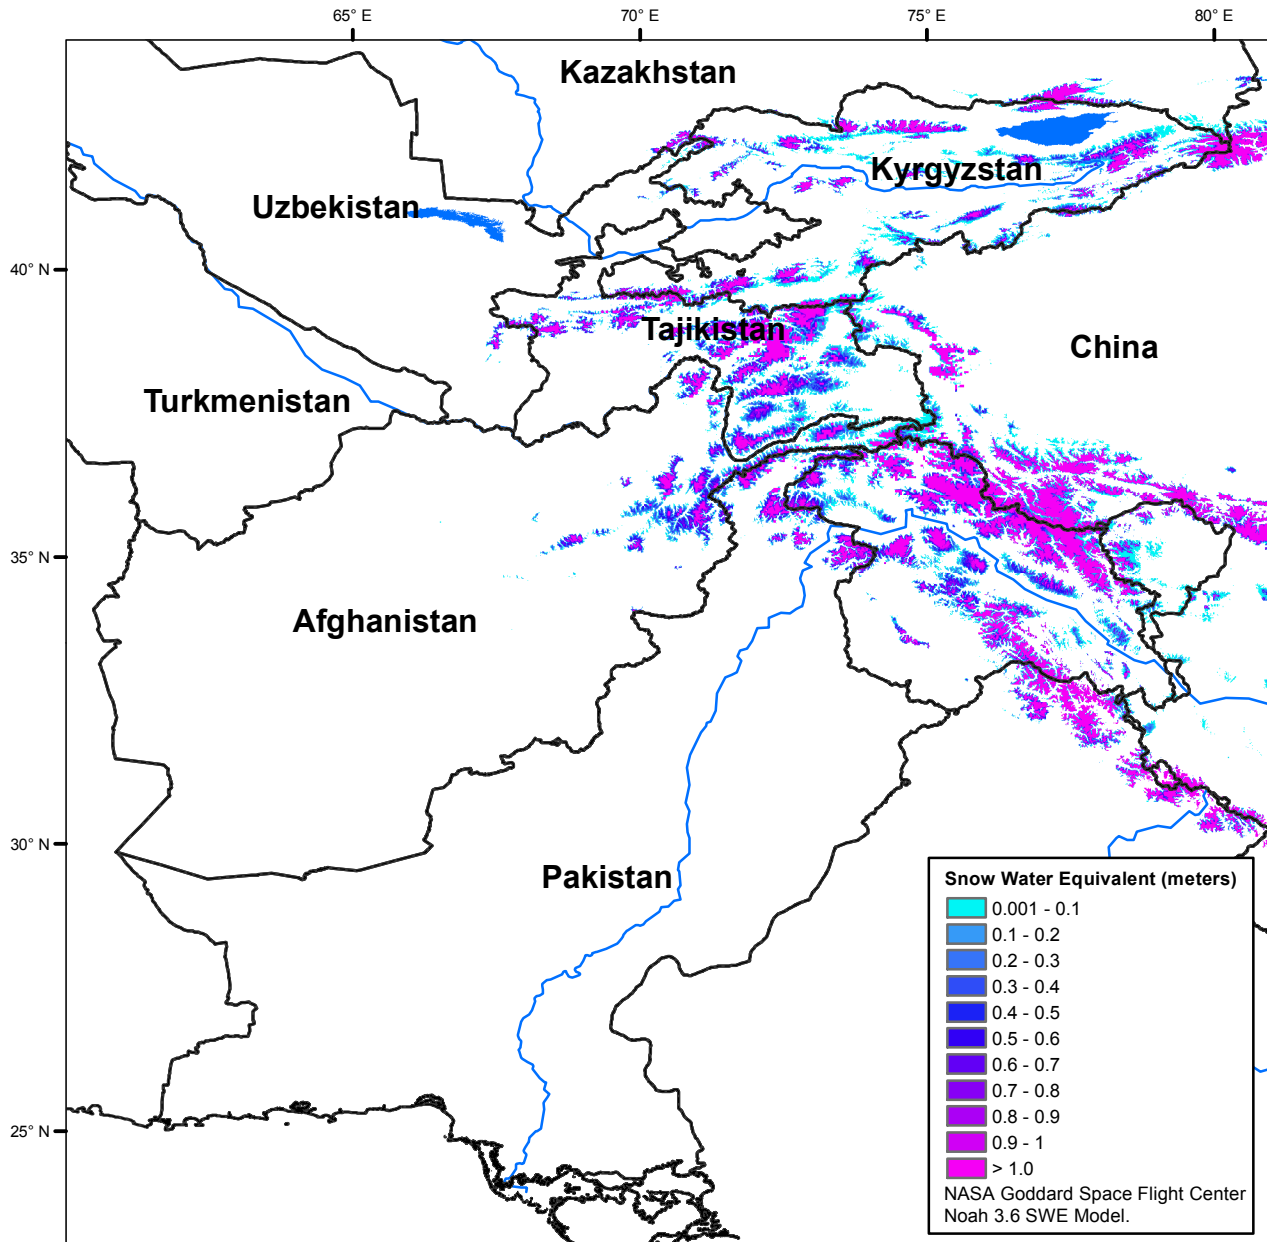 65° E
70° E
75° E
80° E
Kazakhstan
Kyrgyzstan
Uzbekistan
40° N
Tajikistan
China
Turkmenistan
35° N
Afghanistan
30° N
Pakistan
25° N
Snow Water Equivalent (meters)
0.001 - 0.1
0.1 - 0.2
0.2 - 0.3
0.3 - 0.4
0.4 - 0.5
0.5 - 0.6
0.6 - 0.7
0.7 - 0.8
0.8 - 0.9
0.9 - 1
> 1.0
NASA Goddard Space Flight Center
Noah 3.6 SWE Model.